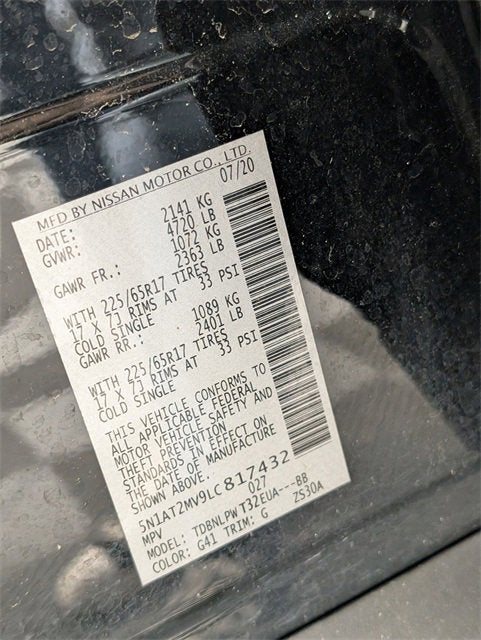 MFD BY NISSAN MOTOR CO., LTD.
DATE: 07/20
GVWR: 2141 KG
4720 LB
GAWR FR.: 1072 KG
2363 LB
WITH 225/65R17 TIRES
17 X 7J RIMS AT 33 PSI
COLD SINGLE
GAWR RR.: 1089 KG
2401 LB
WITH 225/65R17 TIRES
17 X 7J RIMS AT 33 PSI
COLD SINGLE
THIS VEHICLE CONFORMS TO
ALL APPLICABLE FEDERAL
MOTOR VEHICLE SAFETY AND
THEFT PREVENTION
STANDARDS IN EFFECT ON
THE DATE OF MANUFACTURE
SHOWN ABOVE.
5N1AT2MV9LC817432
MPV 027
MODEL: TDBNLPWT32EUA---BB
COLOR: G41 TRIM: G ZS30A